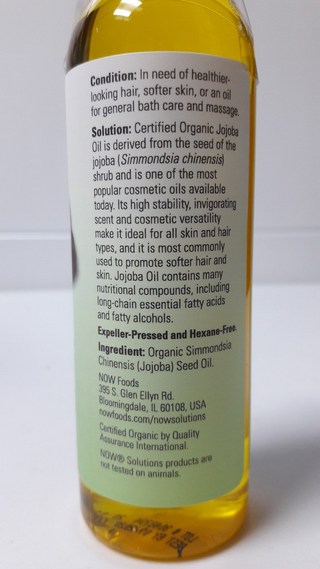 Condition: In need of healthier-
looking hair, softer skin, or an oil
for general bath care and massage.
Solution: Certified Organic Jojoba
Oil is derived from the seed of the
jojoba (Simmondsia chinensis)
shrub and is one of the most
popular cosmetic oils available
today. Its high stability, invigorating
scent and cosmetic versatility
make it ideal for all skin and hair
types, and it is most commonly
used to promote softer hair and
skin. Jojoba Oil contains many
nutritional compounds, including
long-chain essential fatty acids
and fatty alcohols.
Expeller-Pressed and Hexane-Free.
Ingredient: Organic Simmondsia
Chinensis (Jojoba) Seed Oil.
NOW Foods
395 S. Glen Ellyn Rd.
Bloomingdale, IL 60108, USA
nowfoods.com/nowsolutions
Certified Organic by Quality
Assurance International.
NOW® Solutions products are
not tested on animals.